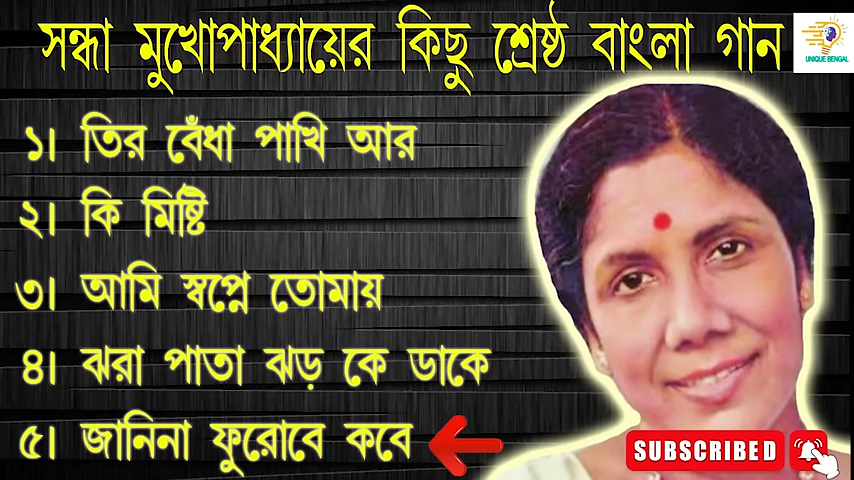 সন্ধা মুখোপাধ্যায়ের কিছু শ্রেষ্ঠ বাংলা গান
UNIQUE BENGAL
১। তির বেঁধা পাখি আর
২। কি মিষ্টি
৩। আমি স্বপ্নে তোমায়
৪। ঝরা পাতা ঝড় কে ডাকে
৫। জানিনা ফুরোবে কবে
SUBSCRIBED